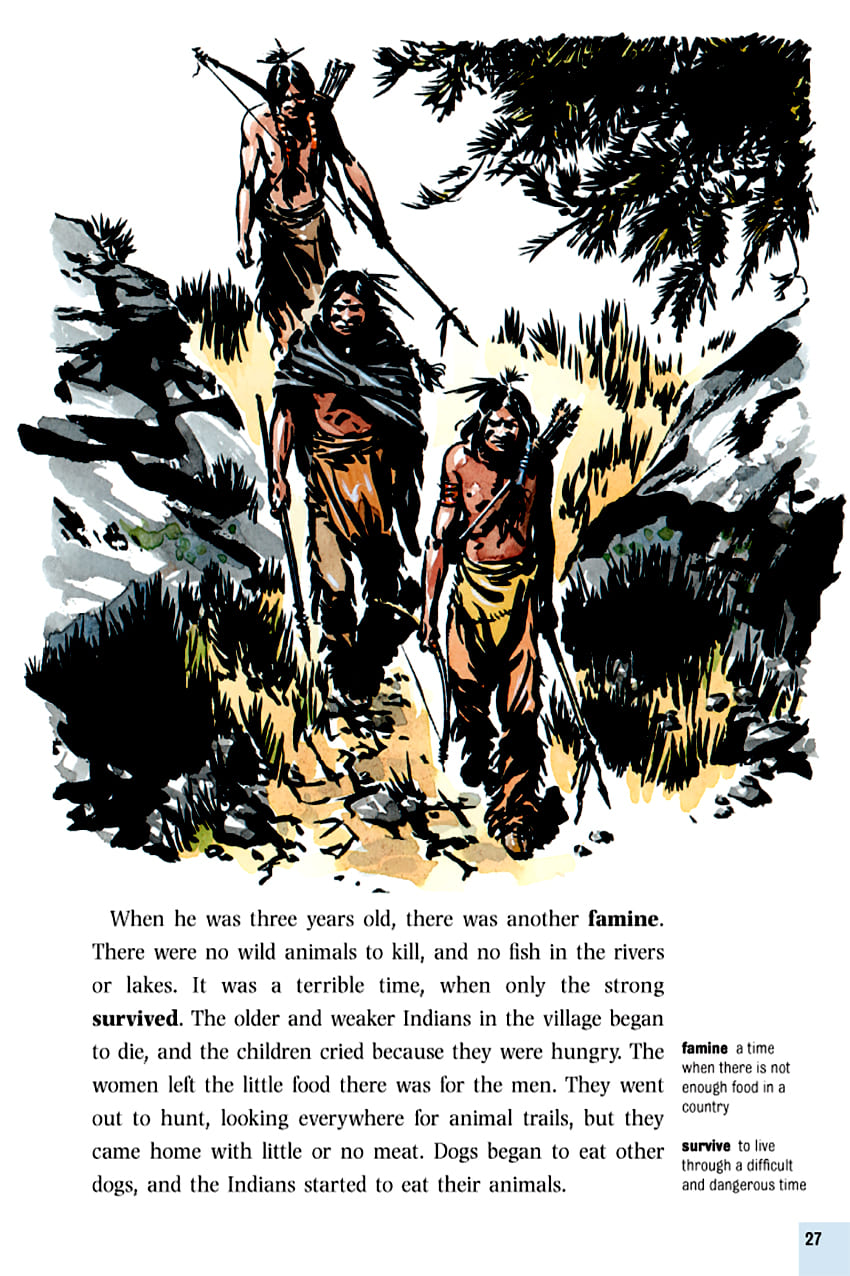 When he was three years old, there was another famine.
There were no wild animals to kill, and no fish in the rivers
or lakes. It was a terrible time, when only the strong
survived. The older and weaker Indians in the village began
to die, and the children cried because they were hungry. The
women left the little food there was for the men. They went
out to hunt, looking everywhere for animal trails, but they
came home with little or no meat. Dogs began to eat other
dogs, and the Indians started to eat their animals.
famine a time
when there is not
enough food in a
country
survive to live
through a difficult
and dangerous time
27